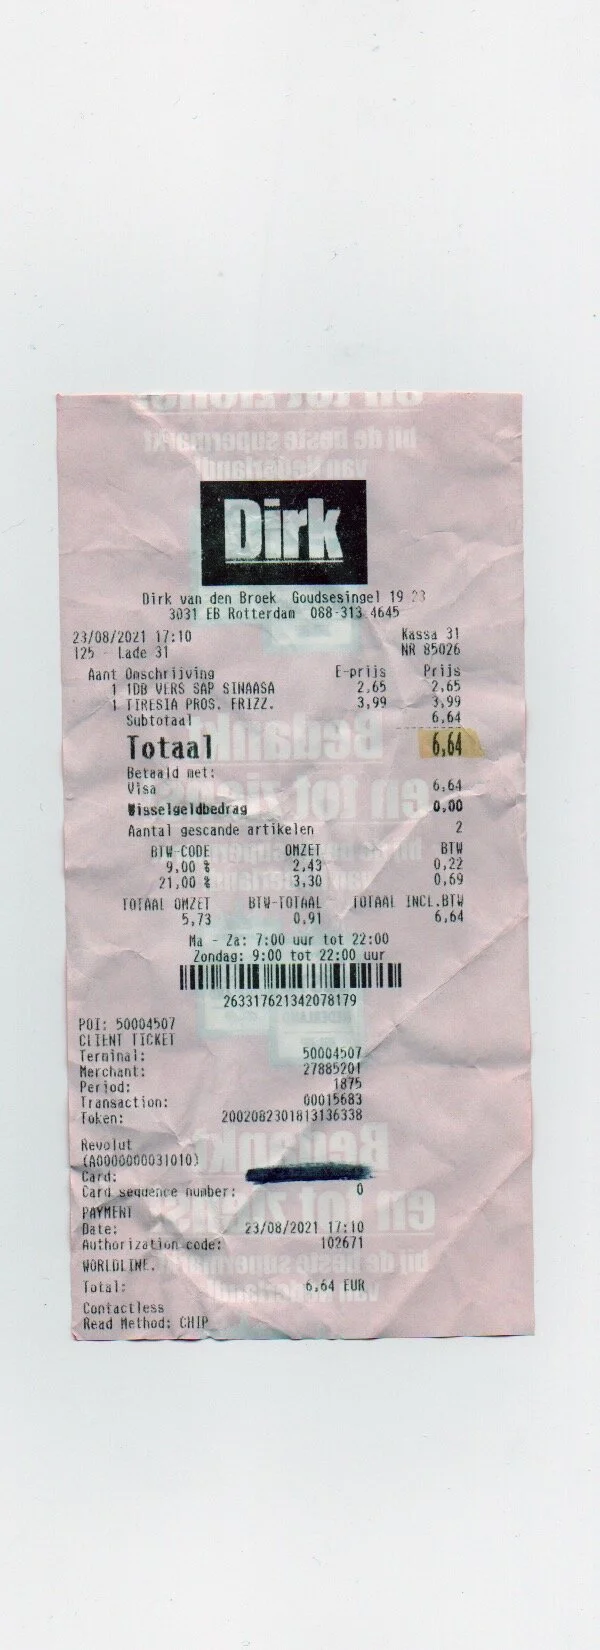 Dirk
Dirk van den Broek Goudsesingel 19 23
3031 EB Rotterdam 088-313 4645
23/08/2021 17:10 Kassa 31
125 - Lade 31 NR 85026
Aant Omschrijving E-prijs Prijs
1 1DB VERS SAP SINAASA 2,65 2,65
1 TIRESIA PROS. FRIZZ. 3,99 3,99
Subtotaal 6,64
Totaal 6,64
Betaald met:
Visa 6,64
Wisselgeldbedrag 0,00
Aantal gescande artikelen 2
BTW-CODE OMZET BTW
9,00 % 2,43 0,22
21,00 % 3,30 0,69
TOTAAL OMZET BTW-TOTAAL TOTAAL INCL.BTW
5,73 0,91 6,64
Ma - Za: 7:00 uur tot 22:00
Zondag: 9:00 tot 22:00 uur
263317621342078179
POI: 50004507
CLIENT TICKET
Terminal: 50004507
Merchant: 27885201
Period: 1875
Transaction: 00015683
Token: 2002082301813136338
Revolut
(A0000000031010)
Card:
Card sequence number: 0
PAYMENT
Date: 23/08/2021 17:10
Authorization code: 102671
WORLDLINE.
Total: 6,64 EUR
Contactless
Read Method: CHIP